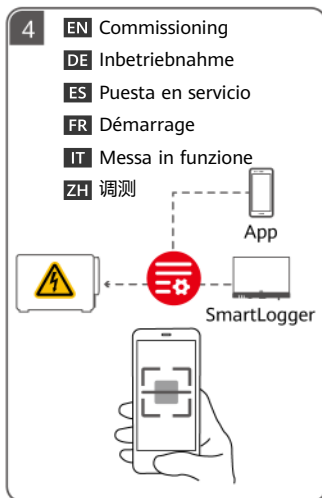 4
EN Commissioning
DE Inbetriebnahme
ES Puesta en servicio
FR Démarrage
IT Messa in funzione
ZH 调测
App
SmartLogger